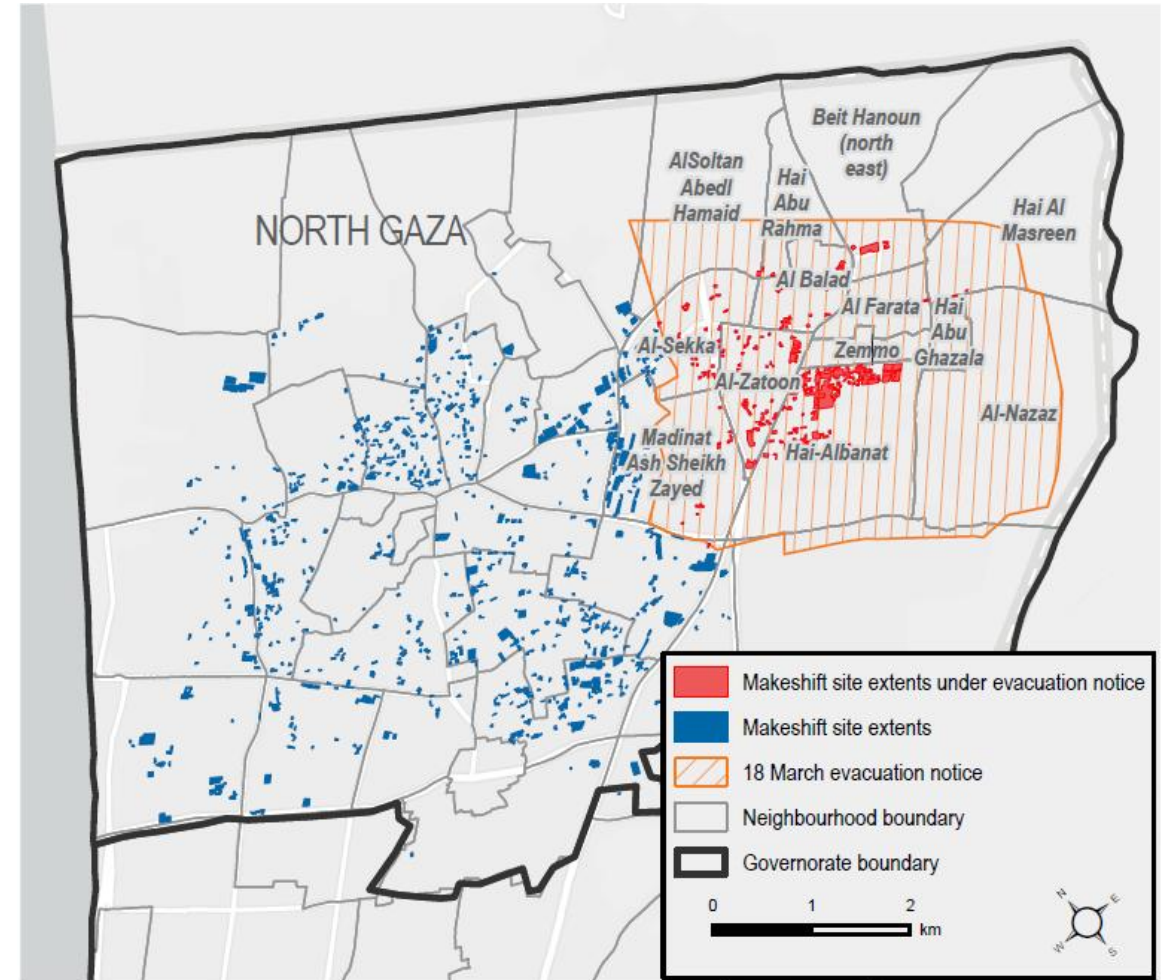 Beit Hanoun
(north
east)
AlSoltan
Abedl
Hamaid
Hai
Abu
Rahma
Hai Al
Masreen
NORTH GAZA
Al Balad
Al Farata
Hai
Abu
Ghazala
Al-Sekka
Zemmo
Al-Zatoon
Al-Nazaz
Madinat
Ash Sheikh
Zayed
Hai-Albanat
Makeshift site extents under evacuation notice
Makeshift site extents
18 March evacuation notice
Neighbourhood boundary
Governorate boundary
0 1 2
km
N
E
W
S